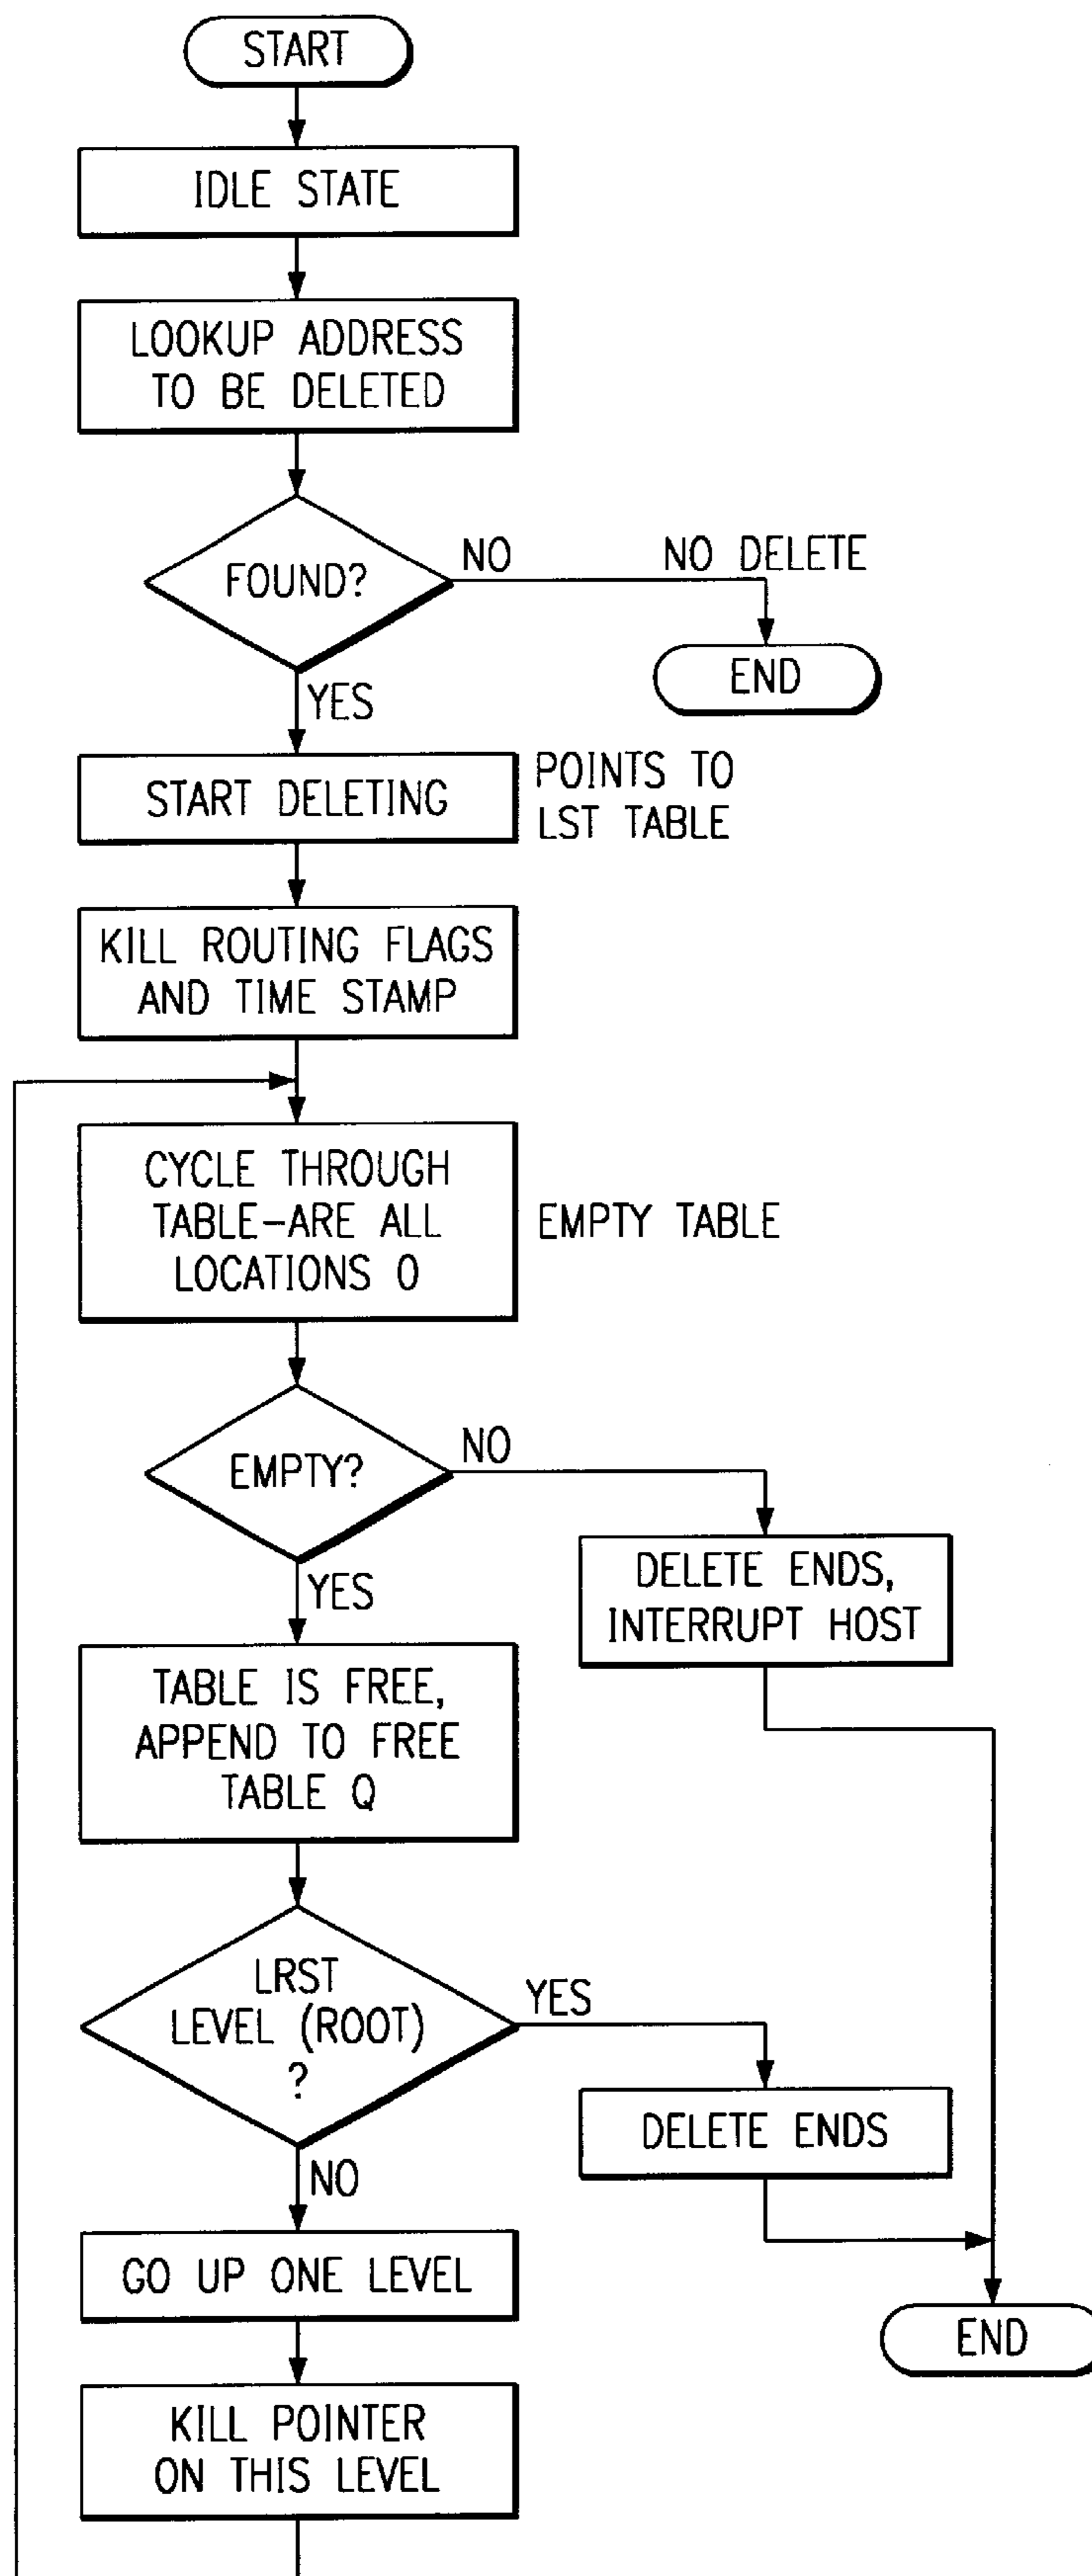 START
IDLE STATE
LOOKUP ADDRESS
TO BE DELETED
FOUND?
NO
NO DELETE
END
YES
START DELETING
POINTS TO
LST TABLE
KILL ROUTING FLAGS
AND TIME STAMP
CYCLE THROUGH
TABLE-ARE ALL
LOCATIONS 0
EMPTY TABLE
EMPTY?
NO
DELETE ENDS,
INTERRUPT HOST
YES
TABLE IS FREE,
APPEND TO FREE
TABLE Q
LRST
LEVEL (ROOT)
?
YES
DELETE ENDS
NO
GO UP ONE LEVEL
END
KILL POINTER
ON THIS LEVEL